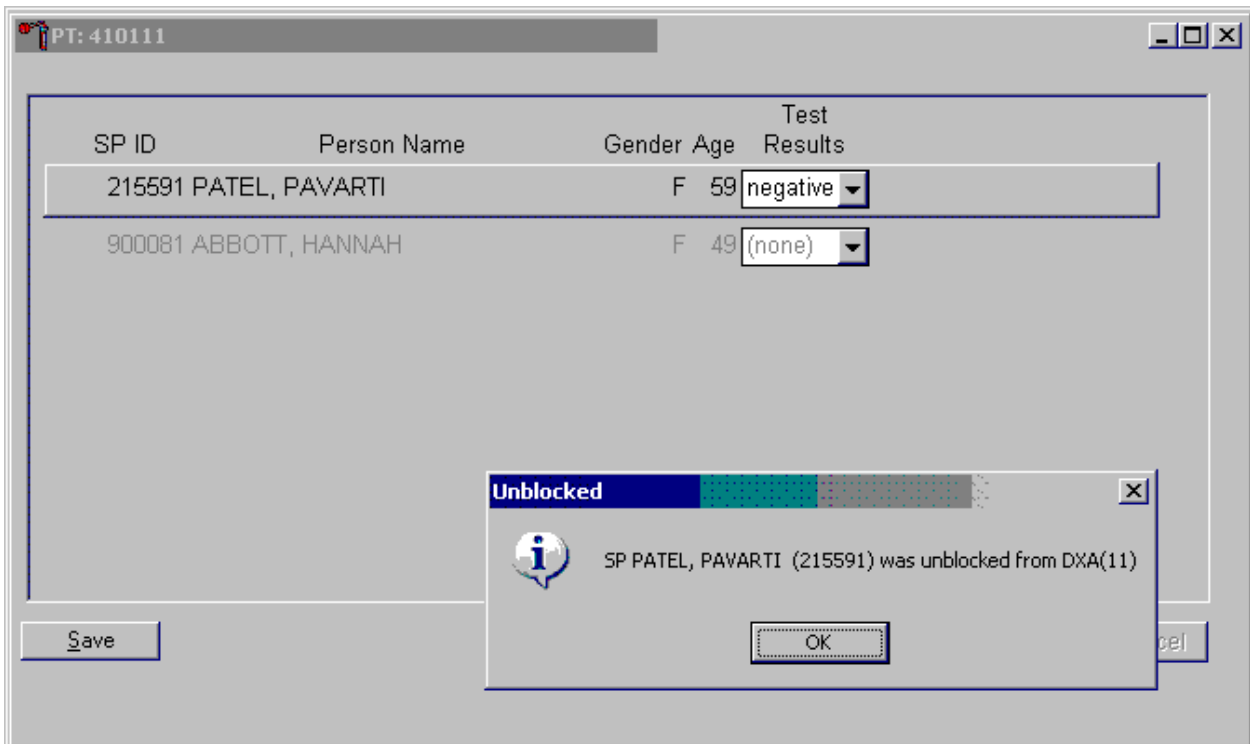 PT: 410111
Test
SP ID Person Name Gender Age Results
215591 PATEL, PAVARTI F 59 negative
900081 ABBOTT, HANNAH F 49 (none)
Unblocked
SP PATEL, PAVARTI (215591) was unblocked from DXA(11)
OK
Save cel